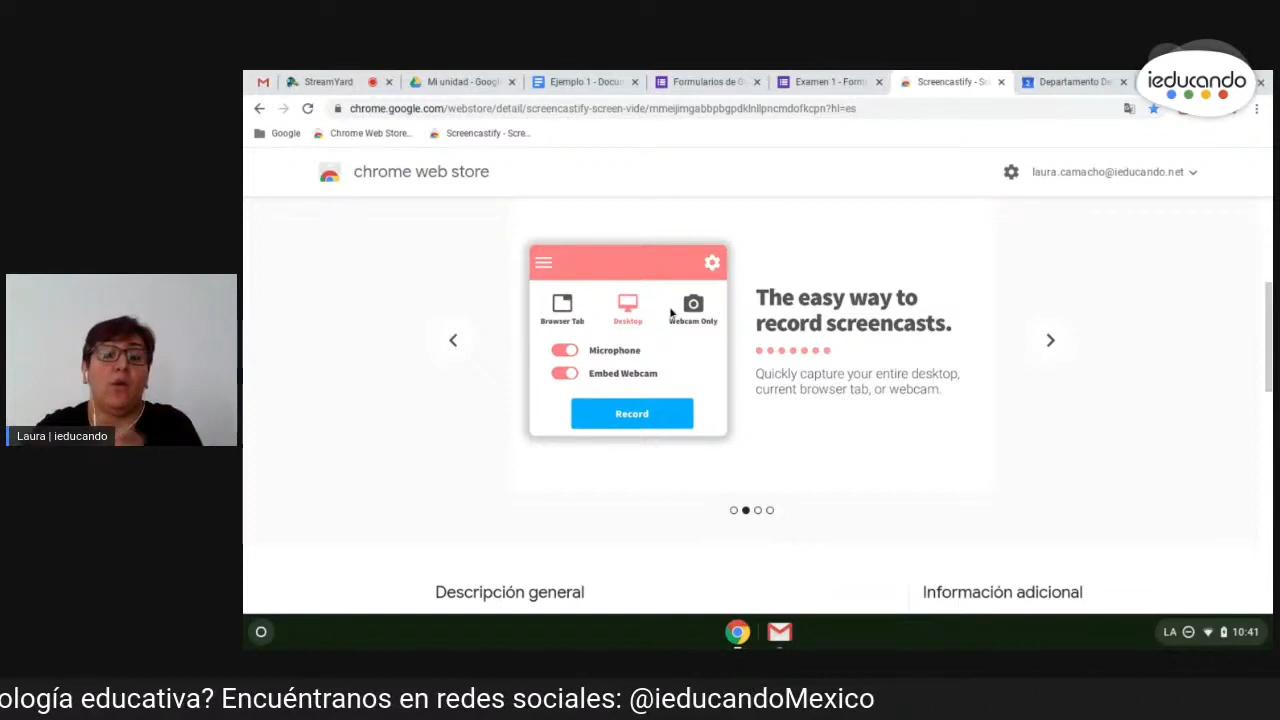 StreamYard
Mi unidad - Googl
Ejemplo 1 - Docu
Formularios de G
Examen 1 - Form
Screencastify - Sc
Departamento De
ieducando
chrome.google.com/webstore/detail/screencastify-screen-vide/mmeijimgabbpbgpdklnllpncmdofkcpn?hl=es
Google
Chrome Web Store...
Screencastify - Scre...
chrome web store
laura.camacho@ieducando.net
Browser Tab
Desktop
Webcam Only
Microphone
Embed Webcam
Record
The easy way to
record screencasts.
Quickly capture your entire desktop,
current browser tab, or webcam.
Laura | ieducando
Descripción general
Información adicional
LA
10:41
ología educativa? Encuéntranos en redes sociales: @ieducandoMexico